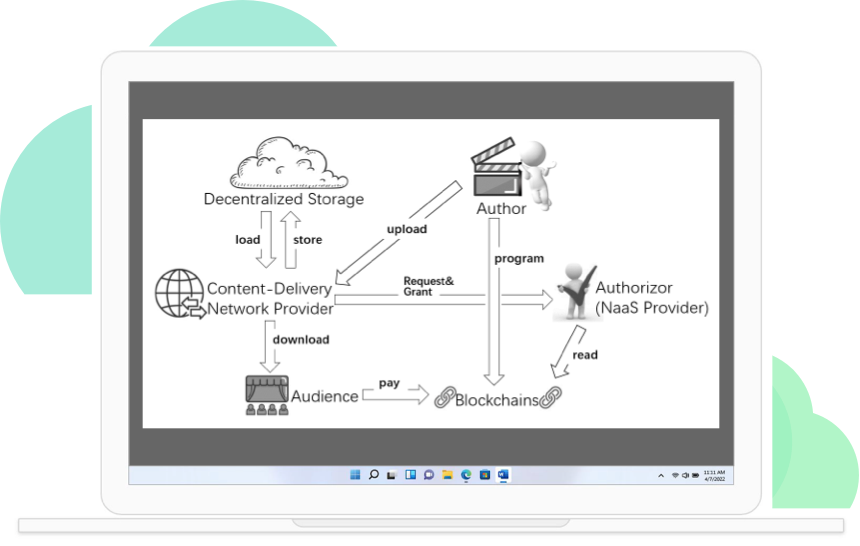 Decentralized Storage
Author
load
store
upload
program
Content-Delivery
Network Provider
Request&
Grant
Authorizor
(NaaS Provider)
download
read
pay
Audience
Blockchains
11:11 AM
4/7/2022